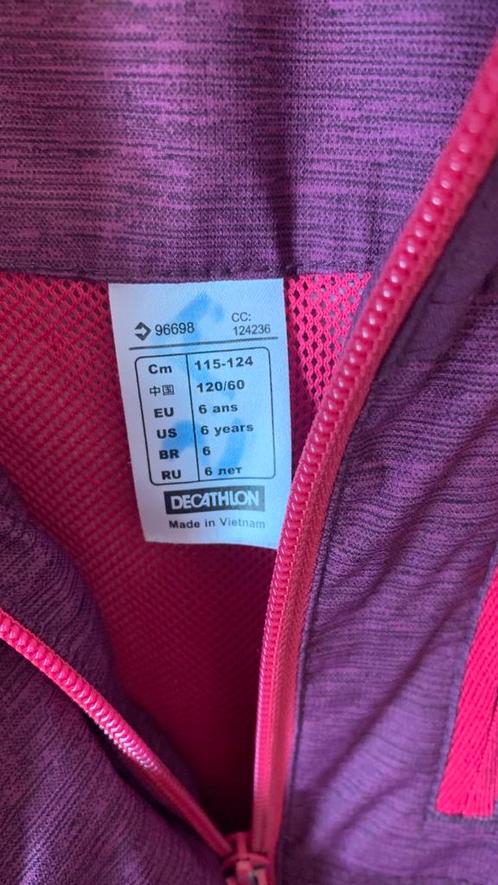 96698 CC: 124236
Cm 115-124
中国 120/60
EU 6 ans
US 6 years
BR 6
RU 6 лет
DECATHLON
Made in Vietnam